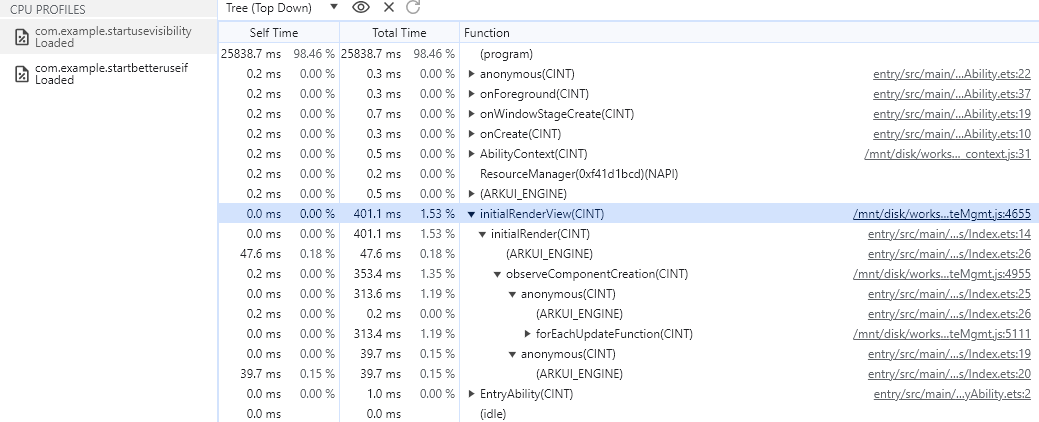 CPU PROFILES
com.example.startusevisibility
Loaded
com.example.startbetteruseif
Loaded
Tree (Top Down)
Self Time Total Time Function
25838.7 ms 98.46 % 25838.7 ms 98.46 % (program)
0.2 ms 0.00 % 0.3 ms 0.00 % anonymous(CINT) entry/src/main/...Ability.ets:22
0.2 ms 0.00 % 0.3 ms 0.00 % onForeground(CINT) entry/src/main/...Ability.ets:37
0.2 ms 0.00 % 0.7 ms 0.00 % onWindowStageCreate(CINT) entry/src/main/...Ability.ets:19
0.2 ms 0.00 % 0.3 ms 0.00 % onCreate(CINT) entry/src/main/...Ability.ets:10
0.2 ms 0.00 % 0.5 ms 0.00 % AbilityContext(CINT) /mnt/disk/works..._context.js:31
0.2 ms 0.00 % 0.2 ms 0.00 % ResourceManager(0xf41d1bcd)(NAPI)
0.2 ms 0.00 % 0.5 ms 0.00 % (ARKUI_ENGINE)
0.0 ms 0.00 % 401.1 ms 1.53 % initialRenderView(CINT) /mnt/disk/works...teMgmt.js:4655
0.0 ms 0.00 % 401.1 ms 1.53 % initialRender(CINT) entry/src/main/...s/Index.ets:14
47.6 ms 0.18 % 47.6 ms 0.18 % (ARKUI_ENGINE) entry/src/main/...s/Index.ets:26
0.2 ms 0.00 % 353.4 ms 1.35 % observeComponentCreation(CINT) /mnt/disk/works...teMgmt.js:4955
0.0 ms 0.00 % 313.6 ms 1.19 % anonymous(CINT) entry/src/main/...s/Index.ets:25
0.2 ms 0.00 % 0.2 ms 0.00 % (ARKUI_ENGINE) entry/src/main/...s/Index.ets:26
0.0 ms 0.00 % 313.4 ms 1.19 % forEachUpdateFunction(CINT) /mnt/disk/works...teMgmt.js:5111
0.0 ms 0.00 % 39.7 ms 0.15 % anonymous(CINT) entry/src/main/...s/Index.ets:19
39.7 ms 0.15 % 39.7 ms 0.15 % (ARKUI_ENGINE) entry/src/main/...s/Index.ets:20
0.0 ms 0.00 % 1.0 ms 0.00 % EntryAbility(CINT) entry/src/main/...yAbility.ets:2
0.0 ms 0.0 ms (idle)